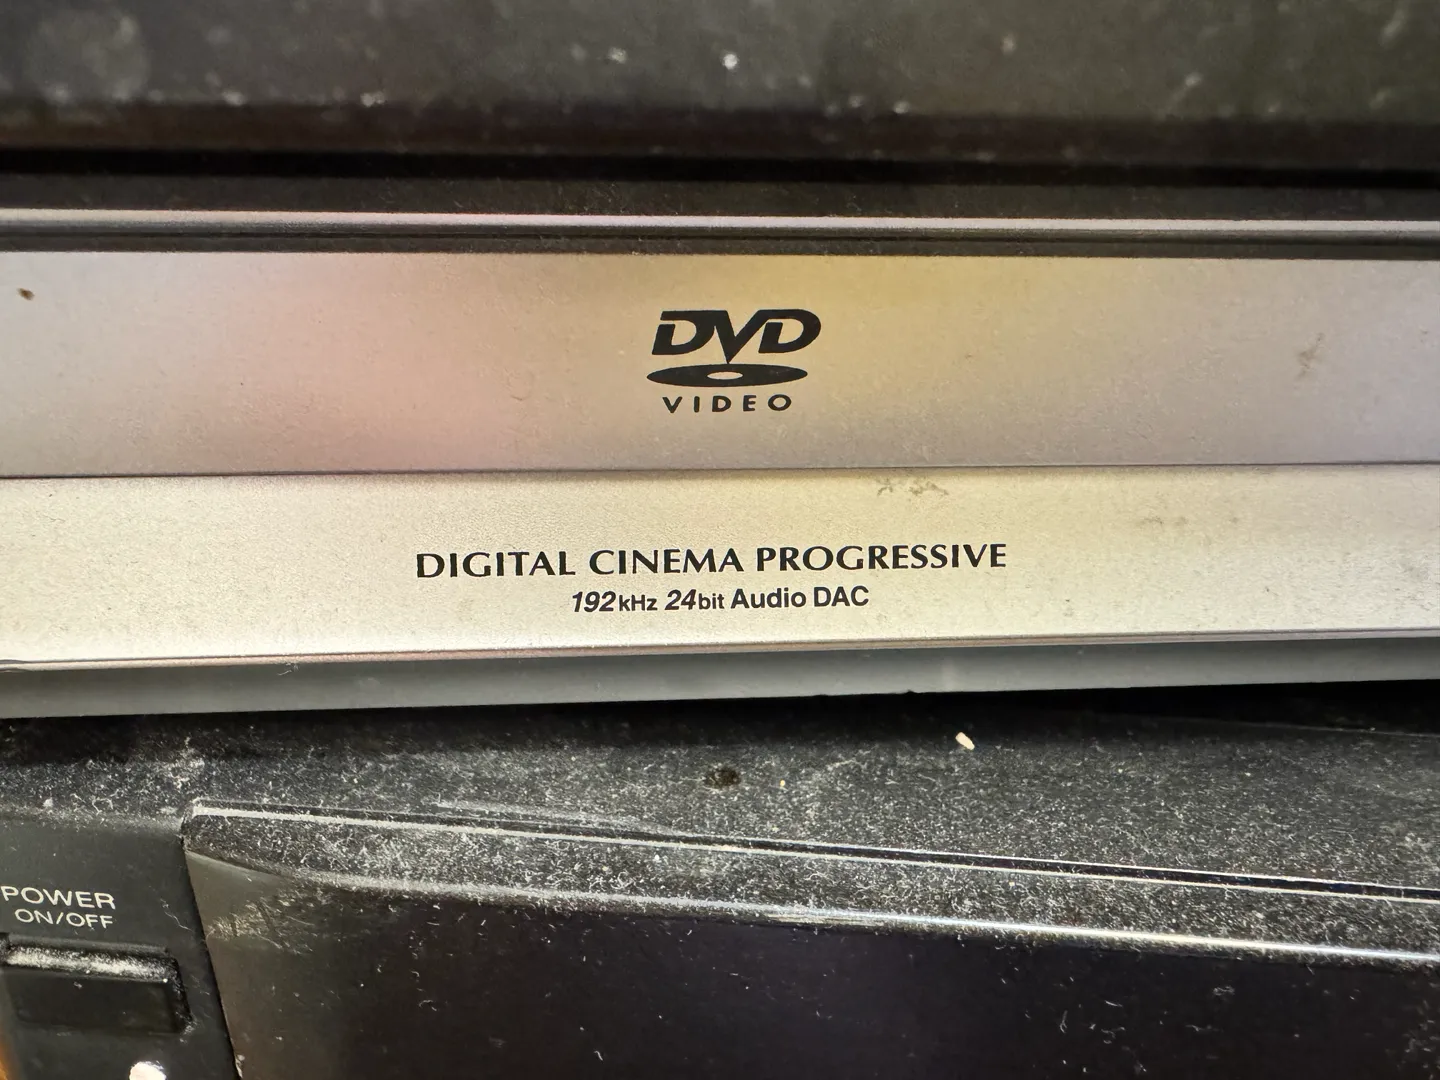 DVD
VIDEO
DIGITAL CINEMA PROGRESSIVE
192kHz 24bit Audio DAC
POWER
ON/OFF